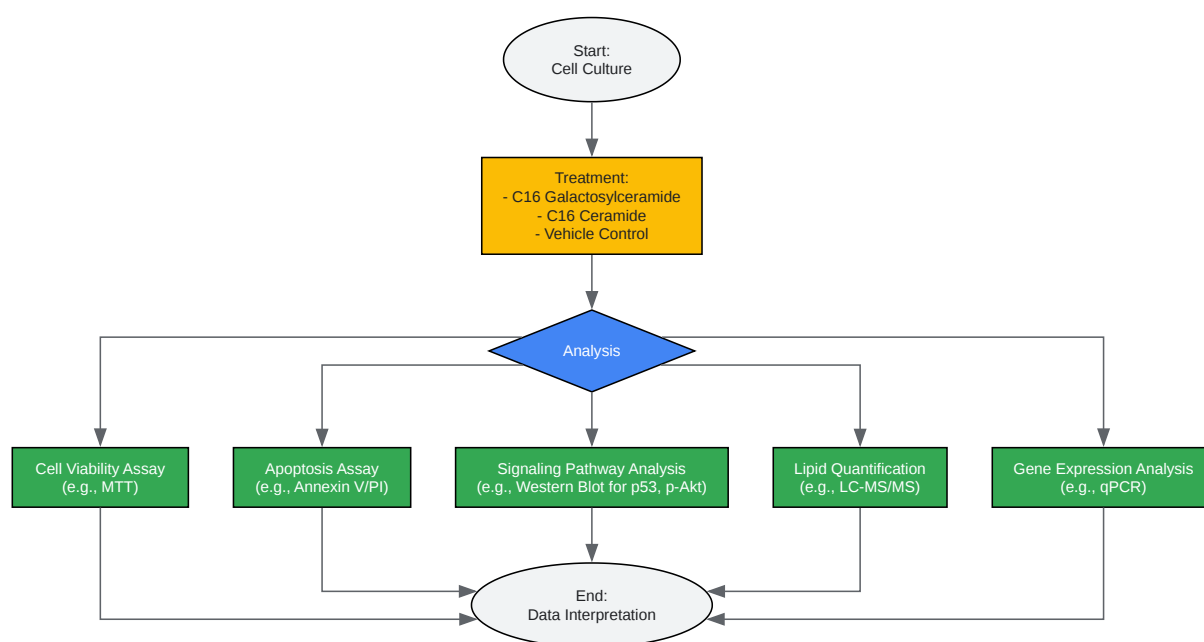 Start:
Cell Culture
Treatment:
- C16 Galactosylceramide
- C16 Ceramide
- Vehicle Control
Analysis
Cell Viability Assay
(e.g., MTT)
Apoptosis Assay
(e.g., Annexin V/PI)
Signaling Pathway Analysis
(e.g., Western Blot for p53, p-Akt)
Lipid Quantification
(e.g., LC-MS/MS)
Gene Expression Analysis
(e.g., qPCR)
End:
Data Interpretation